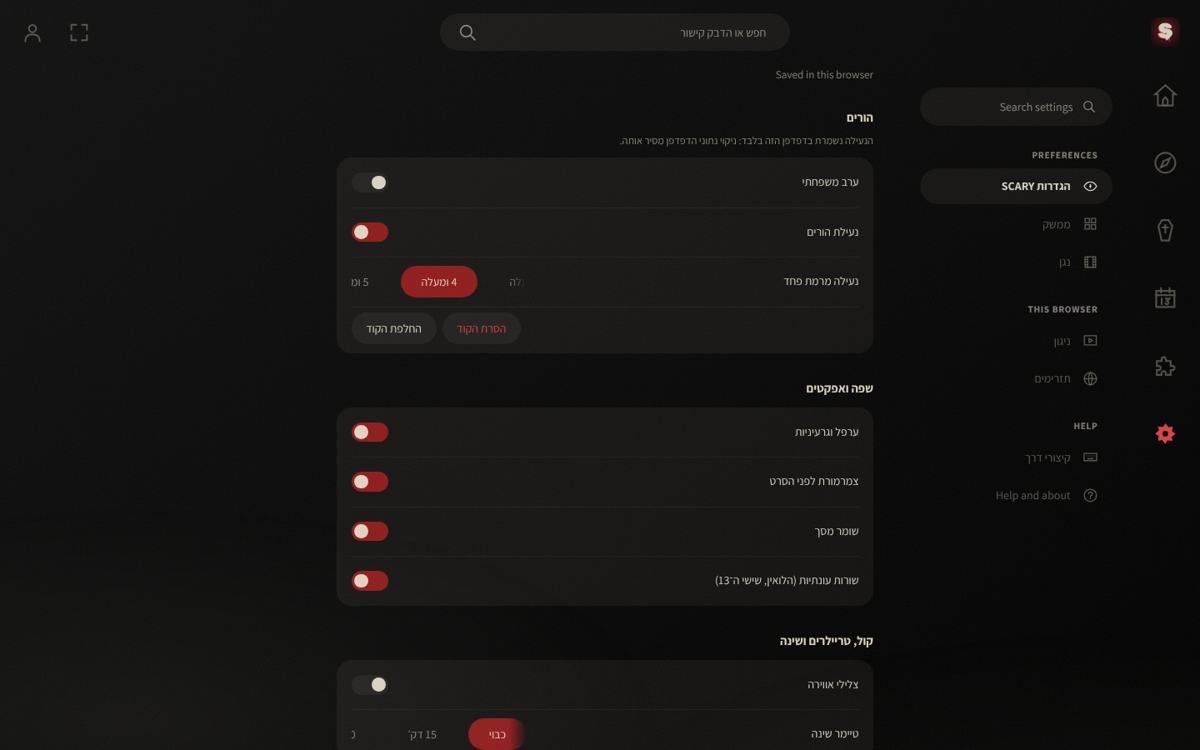 S
חפש או הדבק קישור
Search settings
PREFERENCES
הגדרות SCARY
ממשק
נגן
THIS BROWSER
ניגון
תזרימים
HELP
קיצורי דרך
Help and about
13
Saved in this browser
הורים
הנעילה נשמרת בדפדפן הזה בלבד: ניקוי נתוני הדפדפן מסיר אותה.
ערב משפחתי
נעילת הורים
נעילה מרמת פחד
4 ומעלה
הסרת הקוד
החלפת הקוד
שפה ואפקטים
ערפל וגרעיניות
צמרמורת לפני הסרט
שומר מסך
שורות עונתיות (הלואין, שישי ה־13)
קול, טריילרים ושינה
צלילי אווירה
טיימר שינה
כבוי
15 דק׳